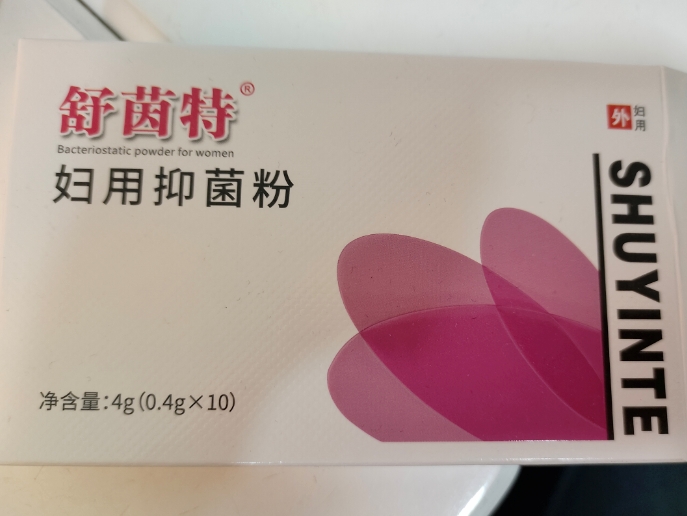 舒茵特®
Bacteriostatic powder for women
妇用抑菌粉
外 妇用
SHUYINTE
净含量:4g(0.4g×10)